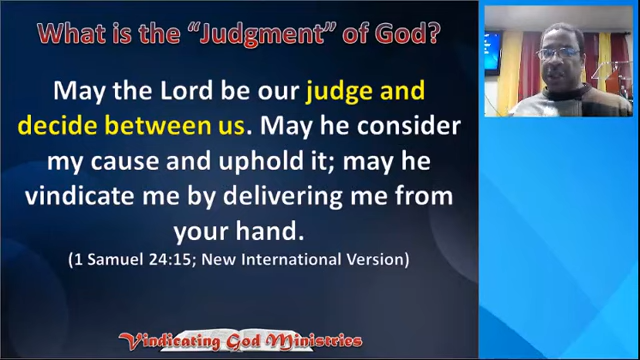 What is the “Judgment” of God?
May the Lord be our judge and
decide between us. May he consider
my cause and uphold it; may he
vindicate me by delivering me from
your hand.
(1 Samuel 24:15; New International Version)
Vindicating God Ministries